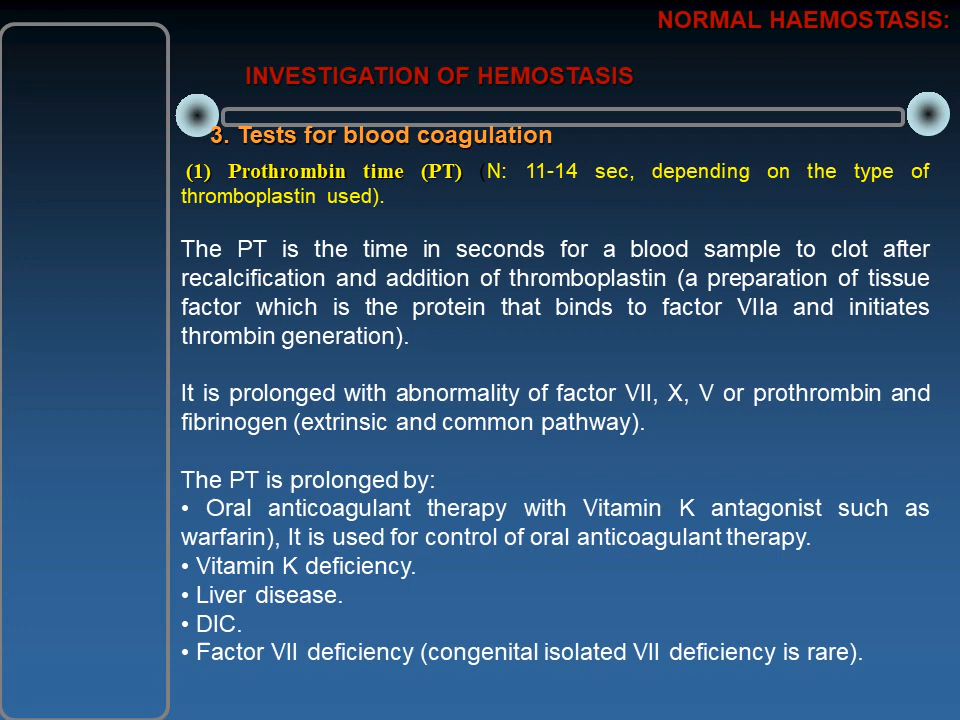 NORMAL HAEMOSTASIS:
INVESTIGATION OF HEMOSTASIS
3. Tests for blood coagulation
(1) Prothrombin time (PT) (N: 11-14 sec, depending on the type of
thromboplastin used).
The PT is the time in seconds for a blood sample to clot after
recalcification and addition of thromboplastin (a preparation of tissue
factor which is the protein that binds to factor VIIa and initiates
thrombin generation).
It is prolonged with abnormality of factor VII, X, V or prothrombin and
fibrinogen (extrinsic and common pathway).
The PT is prolonged by:
• Oral anticoagulant therapy with Vitamin K antagonist such as
warfarin), It is used for control of oral anticoagulant therapy.
• Vitamin K deficiency.
• Liver disease.
• DIC.
• Factor VII deficiency (congenital isolated VII deficiency is rare).